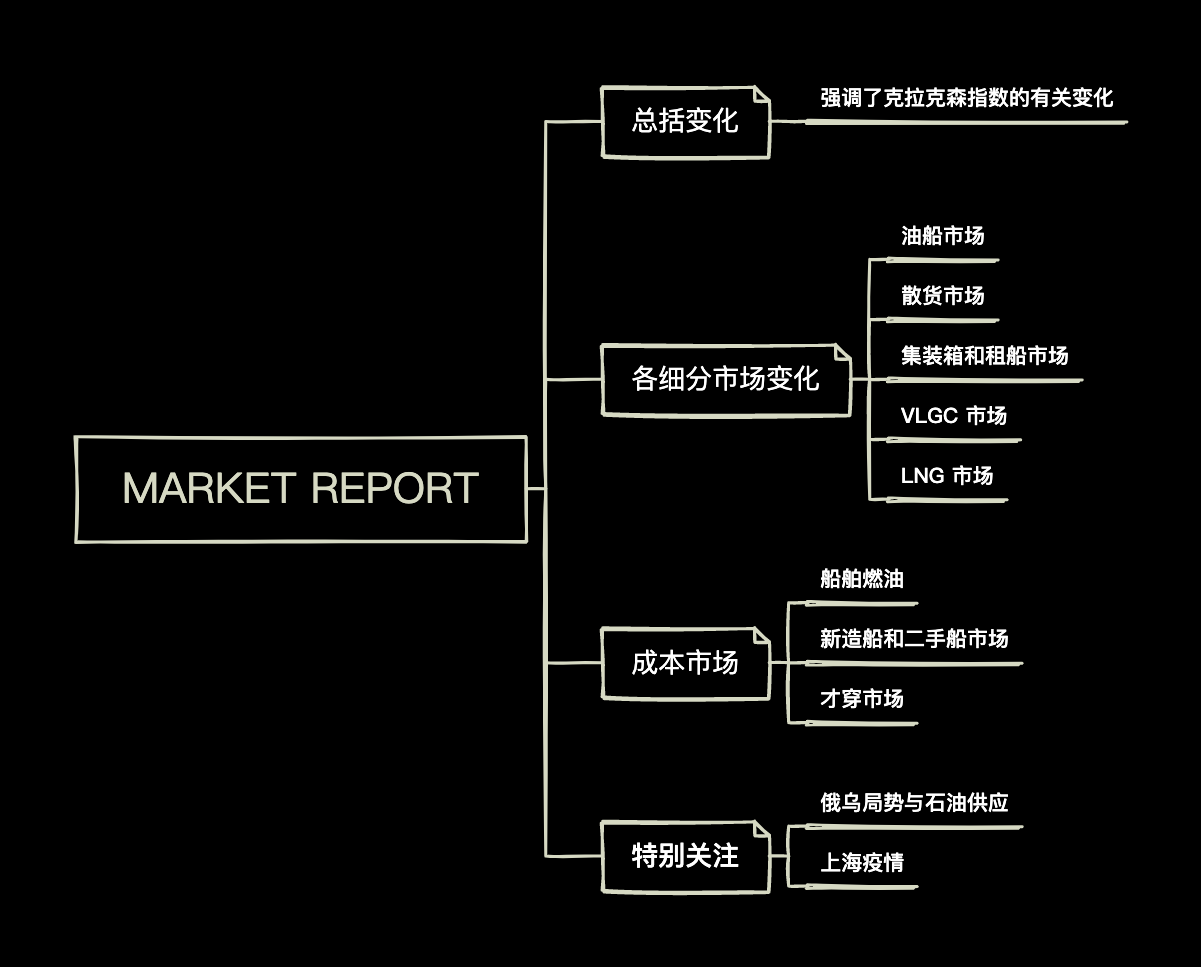 MARKET REPORT
总括变化
强调了克拉克森指数的有关变化
各细分市场变化
油船市场
散货市场
集装箱和租船市场
VLGC 市场
LNG 市场
成本市场
船舶燃油
新造船和二手船市场
才穿市场
特别关注
俄乌局势与石油供应
上海疫情